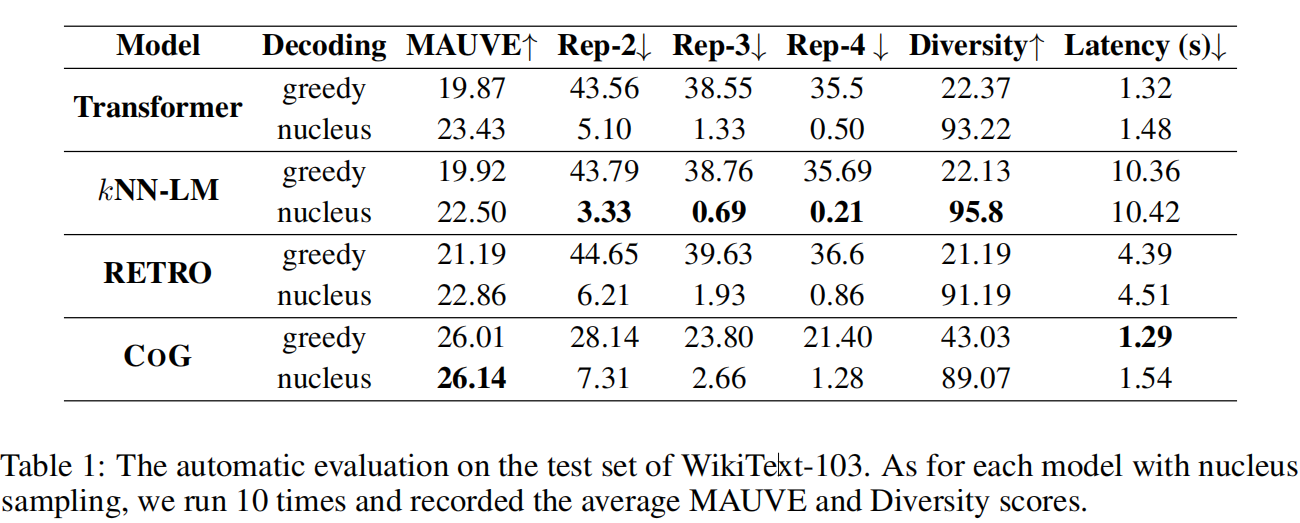 Model Decoding MAUVE↑ Rep-2↓ Rep-3↓ Rep-4 ↓ Diversity↑ Latency (s)↓
Transformer greedy 19.87 43.56 38.55 35.5 22.37 1.32
nucleus 23.43 5.10 1.33 0.50 93.22 1.48
kNN-LM greedy 19.92 43.79 38.76 35.69 22.13 10.36
nucleus 22.50 3.33 0.69 0.21 95.8 10.42
RETRO greedy 21.19 44.65 39.63 36.6 21.19 4.39
nucleus 22.86 6.21 1.93 0.86 91.19 4.51
COG greedy 26.01 28.14 23.80 21.40 43.03 1.29
nucleus 26.14 7.31 2.66 1.28 89.07 1.54
Table 1: The automatic evaluation on the test set of WikiText-103. As for each model with nucleus
sampling, we run 10 times and recorded the average MAUVE and Diversity scores.